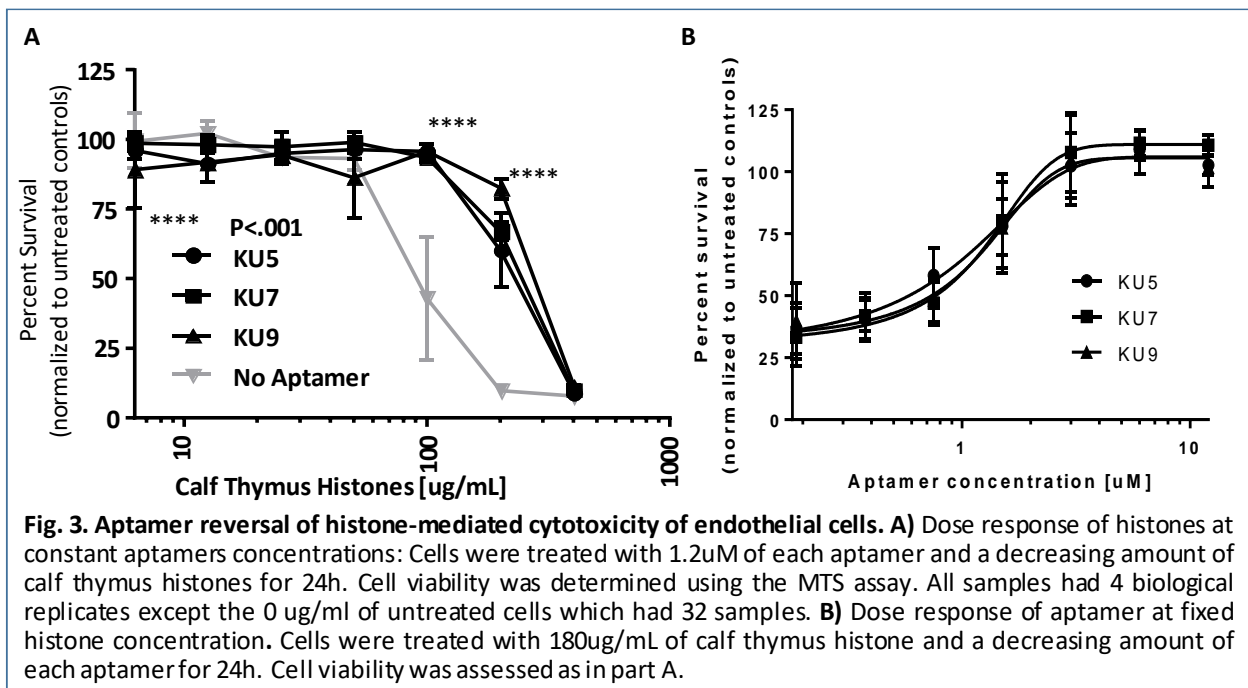 A
Percent Survival
(normalized to untreated controls)
125
100
75
50
25
0
****
****
**** P<.001
KU5
KU7
KU9
No Aptamer
10
100
1000
Calf Thymus Histones [ug/mL]
B
Percent survival
(normalized to untreated controls)
125
100
75
50
25
0
KU5
KU7
KU9
1
10
Aptamer concentration [uM]
Fig. 3. Aptamer reversal of histone-mediated cytotoxicity of endothelial cells. A) Dose response of histones at
constant aptamers concentrations: Cells were treated with 1.2uM of each aptamer and a decreasing amount of
calf thymus histones for 24h. Cell viability was determined using the MTS assay. All samples had 4 biological
replicates except the 0 ug/ml of untreated cells which had 32 samples. B) Dose response of aptamer at fixed
histone concentration. Cells were treated with 180ug/mL of calf thymus histone and a decreasing amount of
each aptamer for 24h. Cell viability was assessed as in part A.